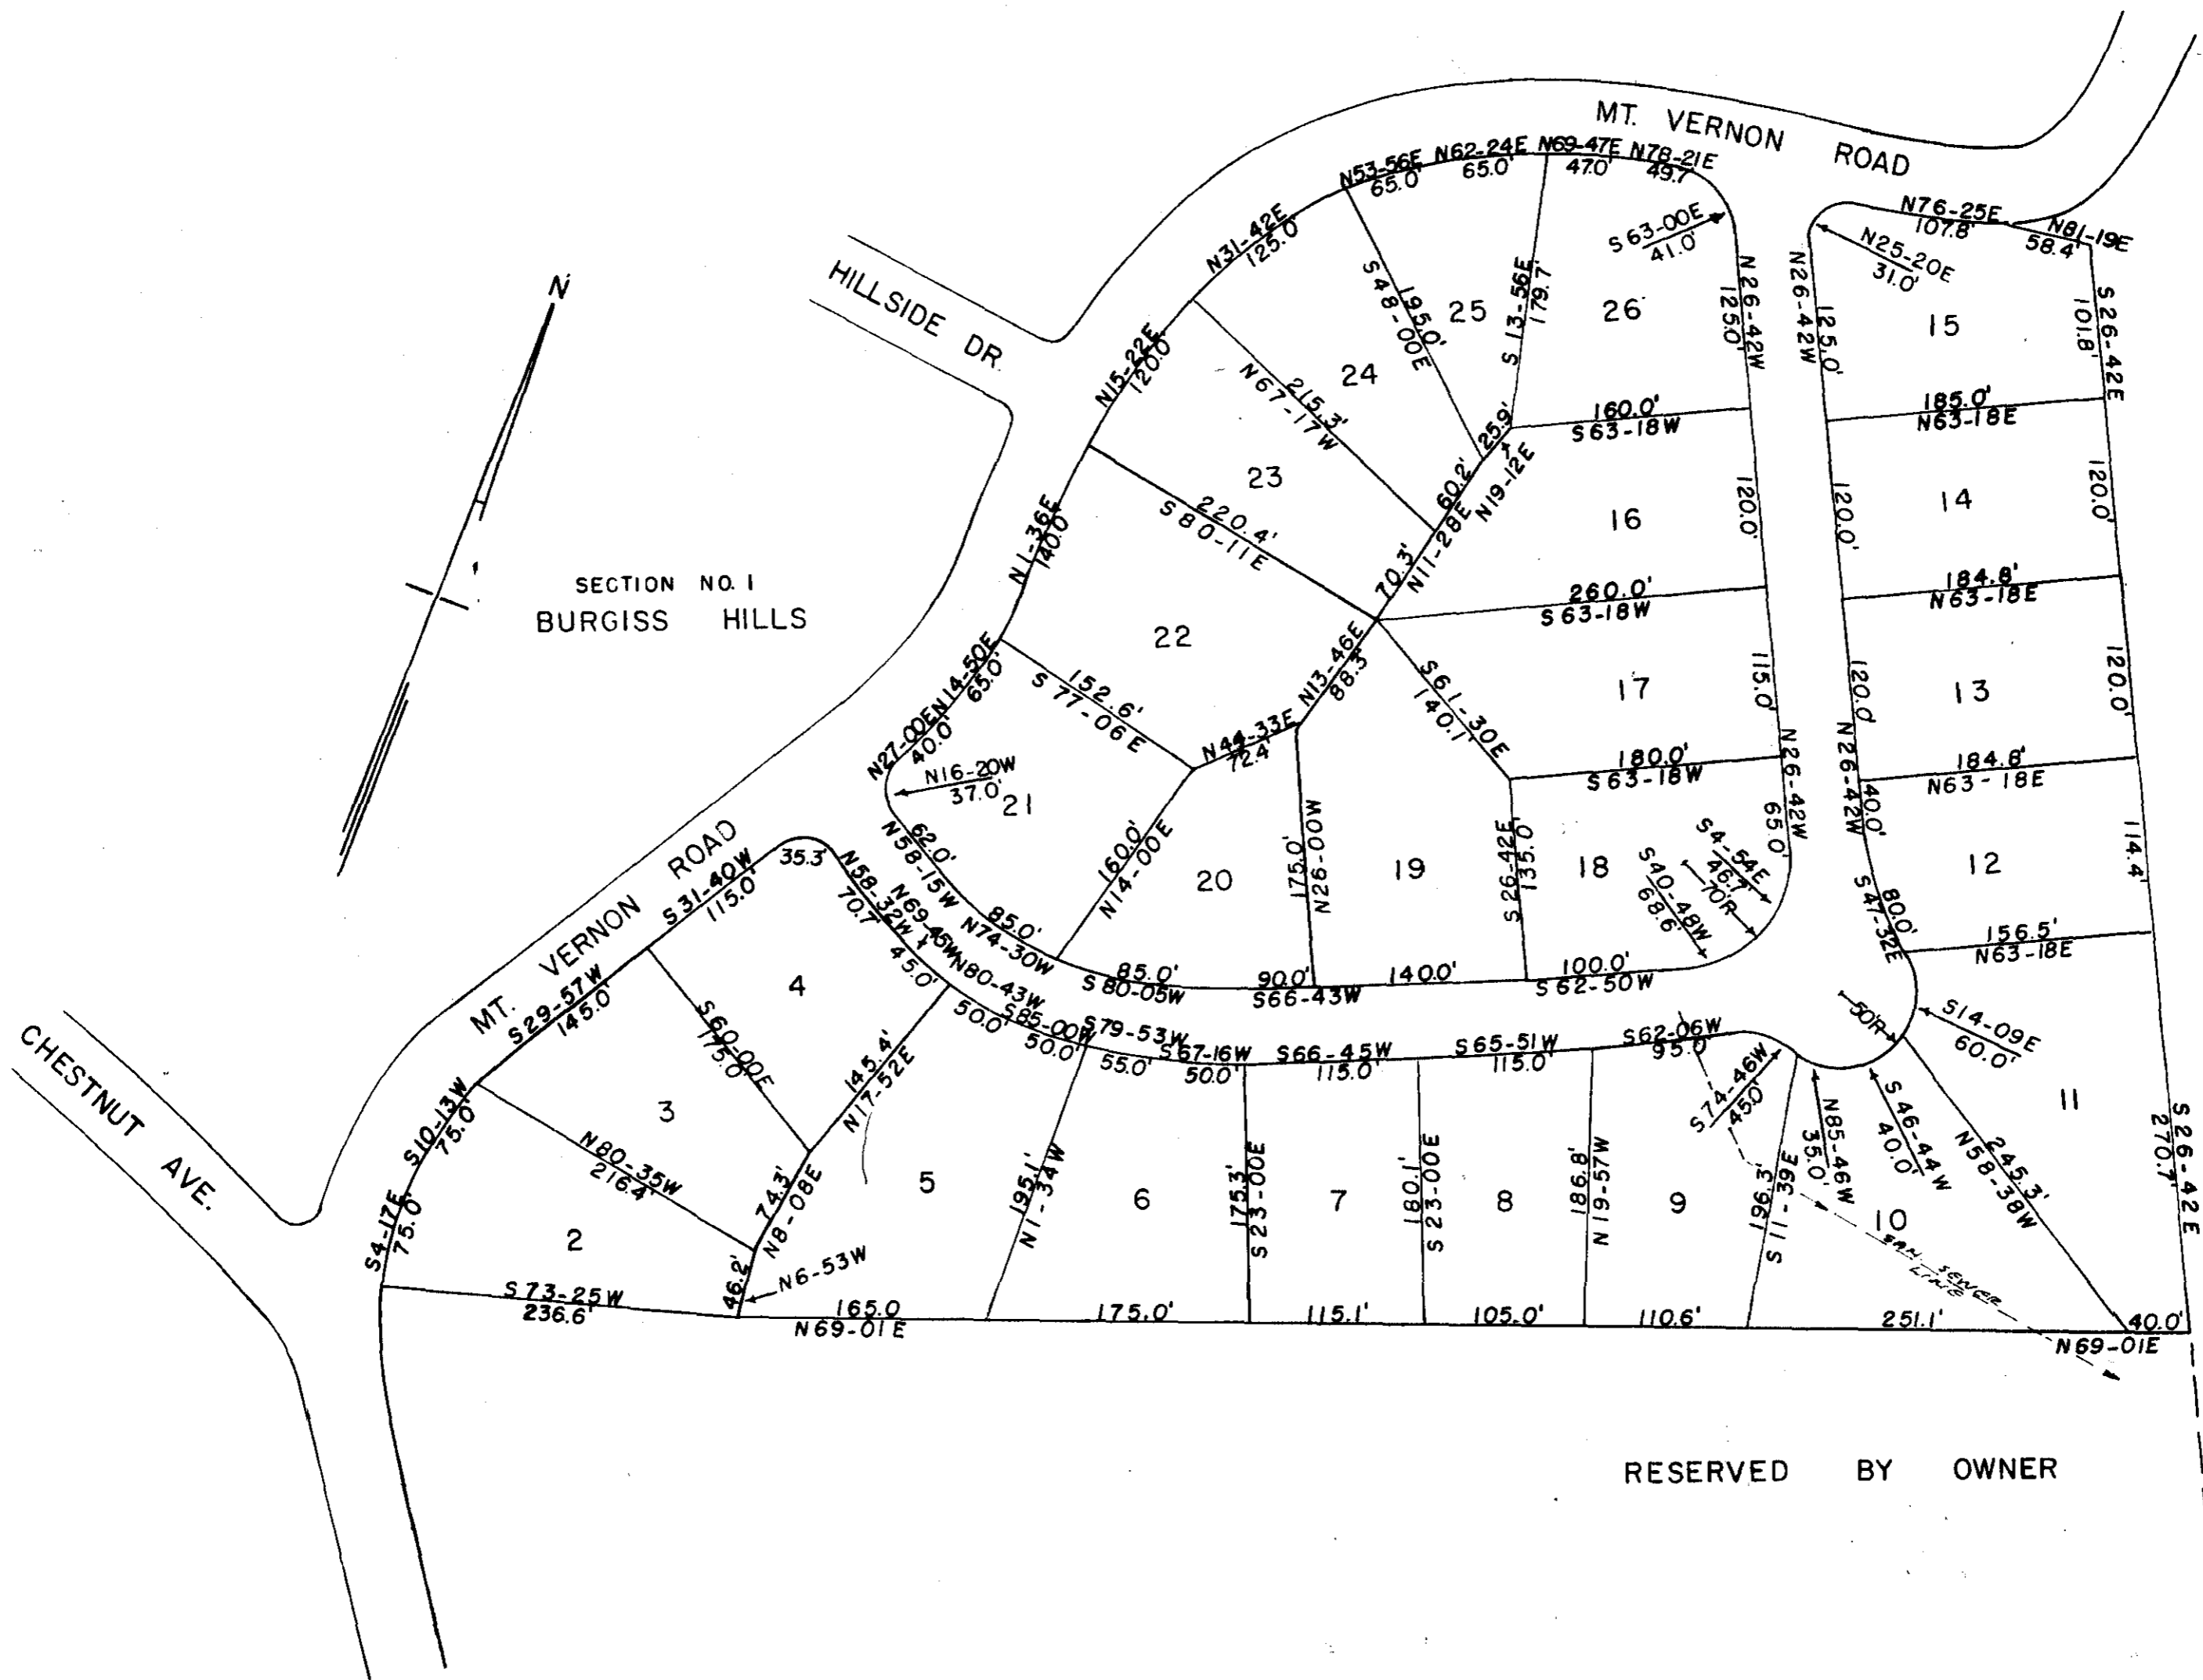 MT. VERNON ROAD
N53-56E
65.0'
N62-24E
65.0'
N69-47E
47.0'
N78-21E
49.7'
N76-25E
107.8'
N81-19E
58.4'
N25-20E
31.0'
S 63-00E
41.0'
N31-42E
125.0'
HILLSIDE DR.
N
S 48-00E
195.0'
25
S 13-56E
179.7'
26
N26-42W
125.0'
N26-42W
125.0'
15
S 26-42E
101.8'
N15-22E
120.0'
24
N67-17W
215.3'
25.9'
N19-12E
160.0'
S63-18W
185.0'
N63-18E
23
60.2'
N11-28E
70.3'
16
120.0'
120.0'
14
120.0'
220.4'
S80-11E
N1-36E
140.0
SECTION NO. 1
BURGISS HILLS
260.0'
S63-18W
184.8'
N63-18E
22
N13-46E
88.3'
S61-30E
140.1'
17
115.0'
120.0'
13
120.0'
N14-50E
65.0'
152.6'
S 77-06E
N44-33E
72.4'
N27-00E
40.0'
N16-20W
37.0'
21
180.0'
S63-18W
184.8'
N63-18E
N26-42W
65.0'
N26-42W
40.0'
62.0'
N58-15W
160.0'
N14-00E
20
175.0'
N26-00W
19
S26-42E
135.0'
18
S4-54E
46.7'
70'R
S40-48W
68.6'
12
114.4'
S47-32E
80.0'
156.5'
N63-18E
MT. VERNON ROAD
S31-40W
115.0'
35.3'
N58-32W
70.7'
N69-45W
45.0'
85.0'
N74-30W
85.0'
S80-05W
90.0'
S66-43W
140.0'
100.0'
S62-50W
S29-57W
145.0'
4
S60-00E
175.0'
N80-43W
50.0'
S85-00W
50.0'
S79-53W
55.0'
S67-16W
50.0'
S66-45W
115.0'
S65-51W
115.0'
S62-06W
95.0'
S74-46W
45.0'
50'R
S14-09E
60.0'
CHESTNUT AVE.
S10-13W
75.0'
3
145.4'
N17-52E
N80-35W
216.4'
74.3'
N8-08E
5
195.1'
N1-34W
6
175.3'
S23-00E
7
180.1'
S23-00E
8
186.8'
N19-57W
9
196.3'
S11-39E
N85-46W
35.0'
S46-44W
40.0'
10
245.3'
N58-38W
11
S26-42E
270.7'
S4-17E
75.0'
2
46.2'
N6-53W
SAN. SEWER
LINE
S73-25W
236.6'
165.0
N69-01E
175.0'
115.1'
105.0'
110.6'
251.1'
40.0'
N69-01E
RESERVED BY OWNER